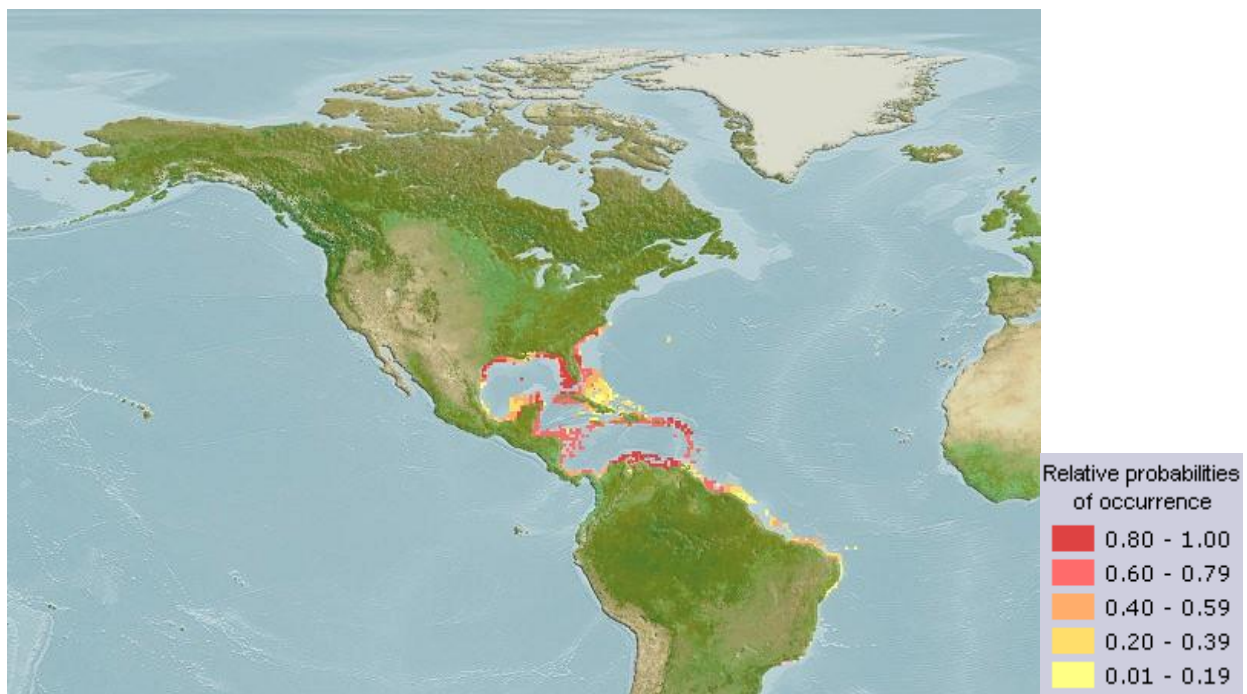 Relative probabilities
of occurrence
0.80 - 1.00
0.60 - 0.79
0.40 - 0.59
0.20 - 0.39
0.01 - 0.19